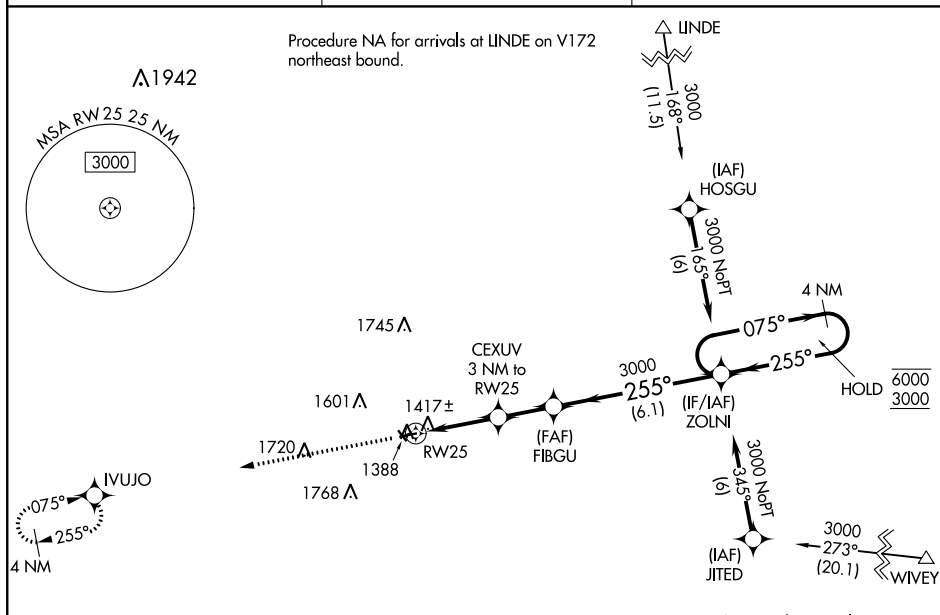 Procedure NA for arrivals at LINDE on V172
northeast bound.
LINDE
1942
MSA RW25 25 NM
3000
3000
168°
(11.5)
(IAF)
HOSGU
3000 NoPT
165°
(6)
4 NM
075°
255°
HOLD
6000
3000
1745
CEXUV
3 NM to
RW25
3000
255°
(6.1)
(IF/IAF)
ZOLNI
1601
1417±
(FAF)
FIBGU
1720
RW25
1388
1768
IVUJO
075°
255°
4 NM
3000 NoPT
345°
(6)
(IAF)
JITED
3000
273°
(20.1)
WIVEY